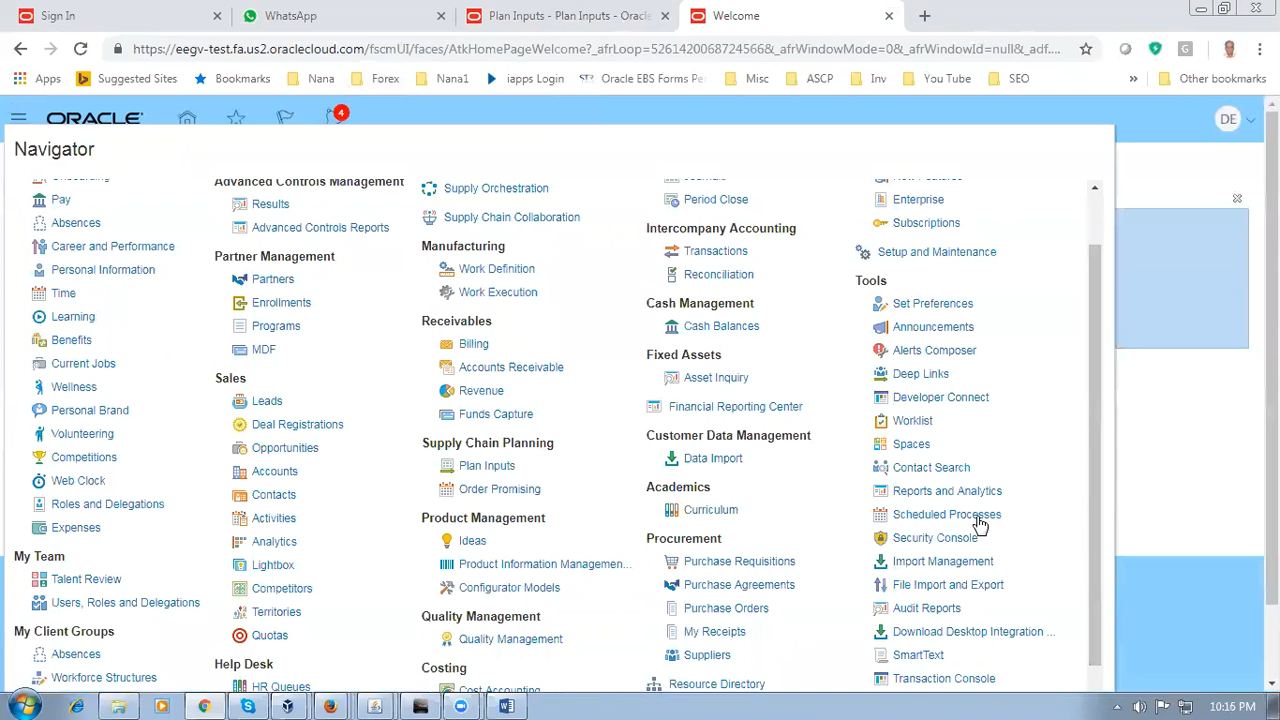 Sign In
WhatsApp
Plan Inputs - Plan Inputs - Oracle
Welcome
https://eegv-test.fa.us2.oraclecloud.com/fscmUI/faces/AtkHomePageWelcome?_afrLoop=5261420068724566&_afrWindowMode=0&_afrWindowId=null&_adf....
Apps
Suggested Sites
Bookmarks
Nana
Forex
Nana1
iapps Login
Oracle EBS Forms Pe
Misc
ASCP
Inv
You Tube
SEO
»
Other bookmarks
ORACLE
4
DE
Navigator
Pay
Absences
Career and Performance
Personal Information
Time
Learning
Benefits
Current Jobs
Wellness
Personal Brand
Volunteering
Competitions
Web Clock
Roles and Delegations
Expenses
My Team
Talent Review
Users, Roles and Delegations
My Client Groups
Absences
Workforce Structures
Advanced Controls Management
Results
Advanced Controls Reports
Partner Management
Partners
Enrollments
Programs
MDF
Sales
Leads
Deal Registrations
Opportunities
Accounts
Contacts
Activities
Analytics
Lightbox
Competitors
Territories
Quotas
Help Desk
HR Queues
Supply Orchestration
Supply Chain Collaboration
Manufacturing
Work Definition
Work Execution
Receivables
Billing
Accounts Receivable
Revenue
Funds Capture
Supply Chain Planning
Plan Inputs
Order Promising
Product Management
Ideas
Product Information Managemen...
Configurator Models
Quality Management
Quality Management
Costing
Cost Accounting
Period Close
Intercompany Accounting
Transactions
Reconciliation
Cash Management
Cash Balances
Fixed Assets
Asset Inquiry
Financial Reporting Center
Customer Data Management
Data Import
Academics
Curriculum
Procurement
Purchase Requisitions
Purchase Agreements
Purchase Orders
My Receipts
Suppliers
Resource Directory
Enterprise
Subscriptions
Setup and Maintenance
Tools
Set Preferences
Announcements
Alerts Composer
Deep Links
Developer Connect
Worklist
Spaces
Contact Search
Reports and Analytics
Scheduled Processes
Security Console
Import Management
File Import and Export
Audit Reports
Download Desktop Integration ...
SmartText
Transaction Console
10:16 PM